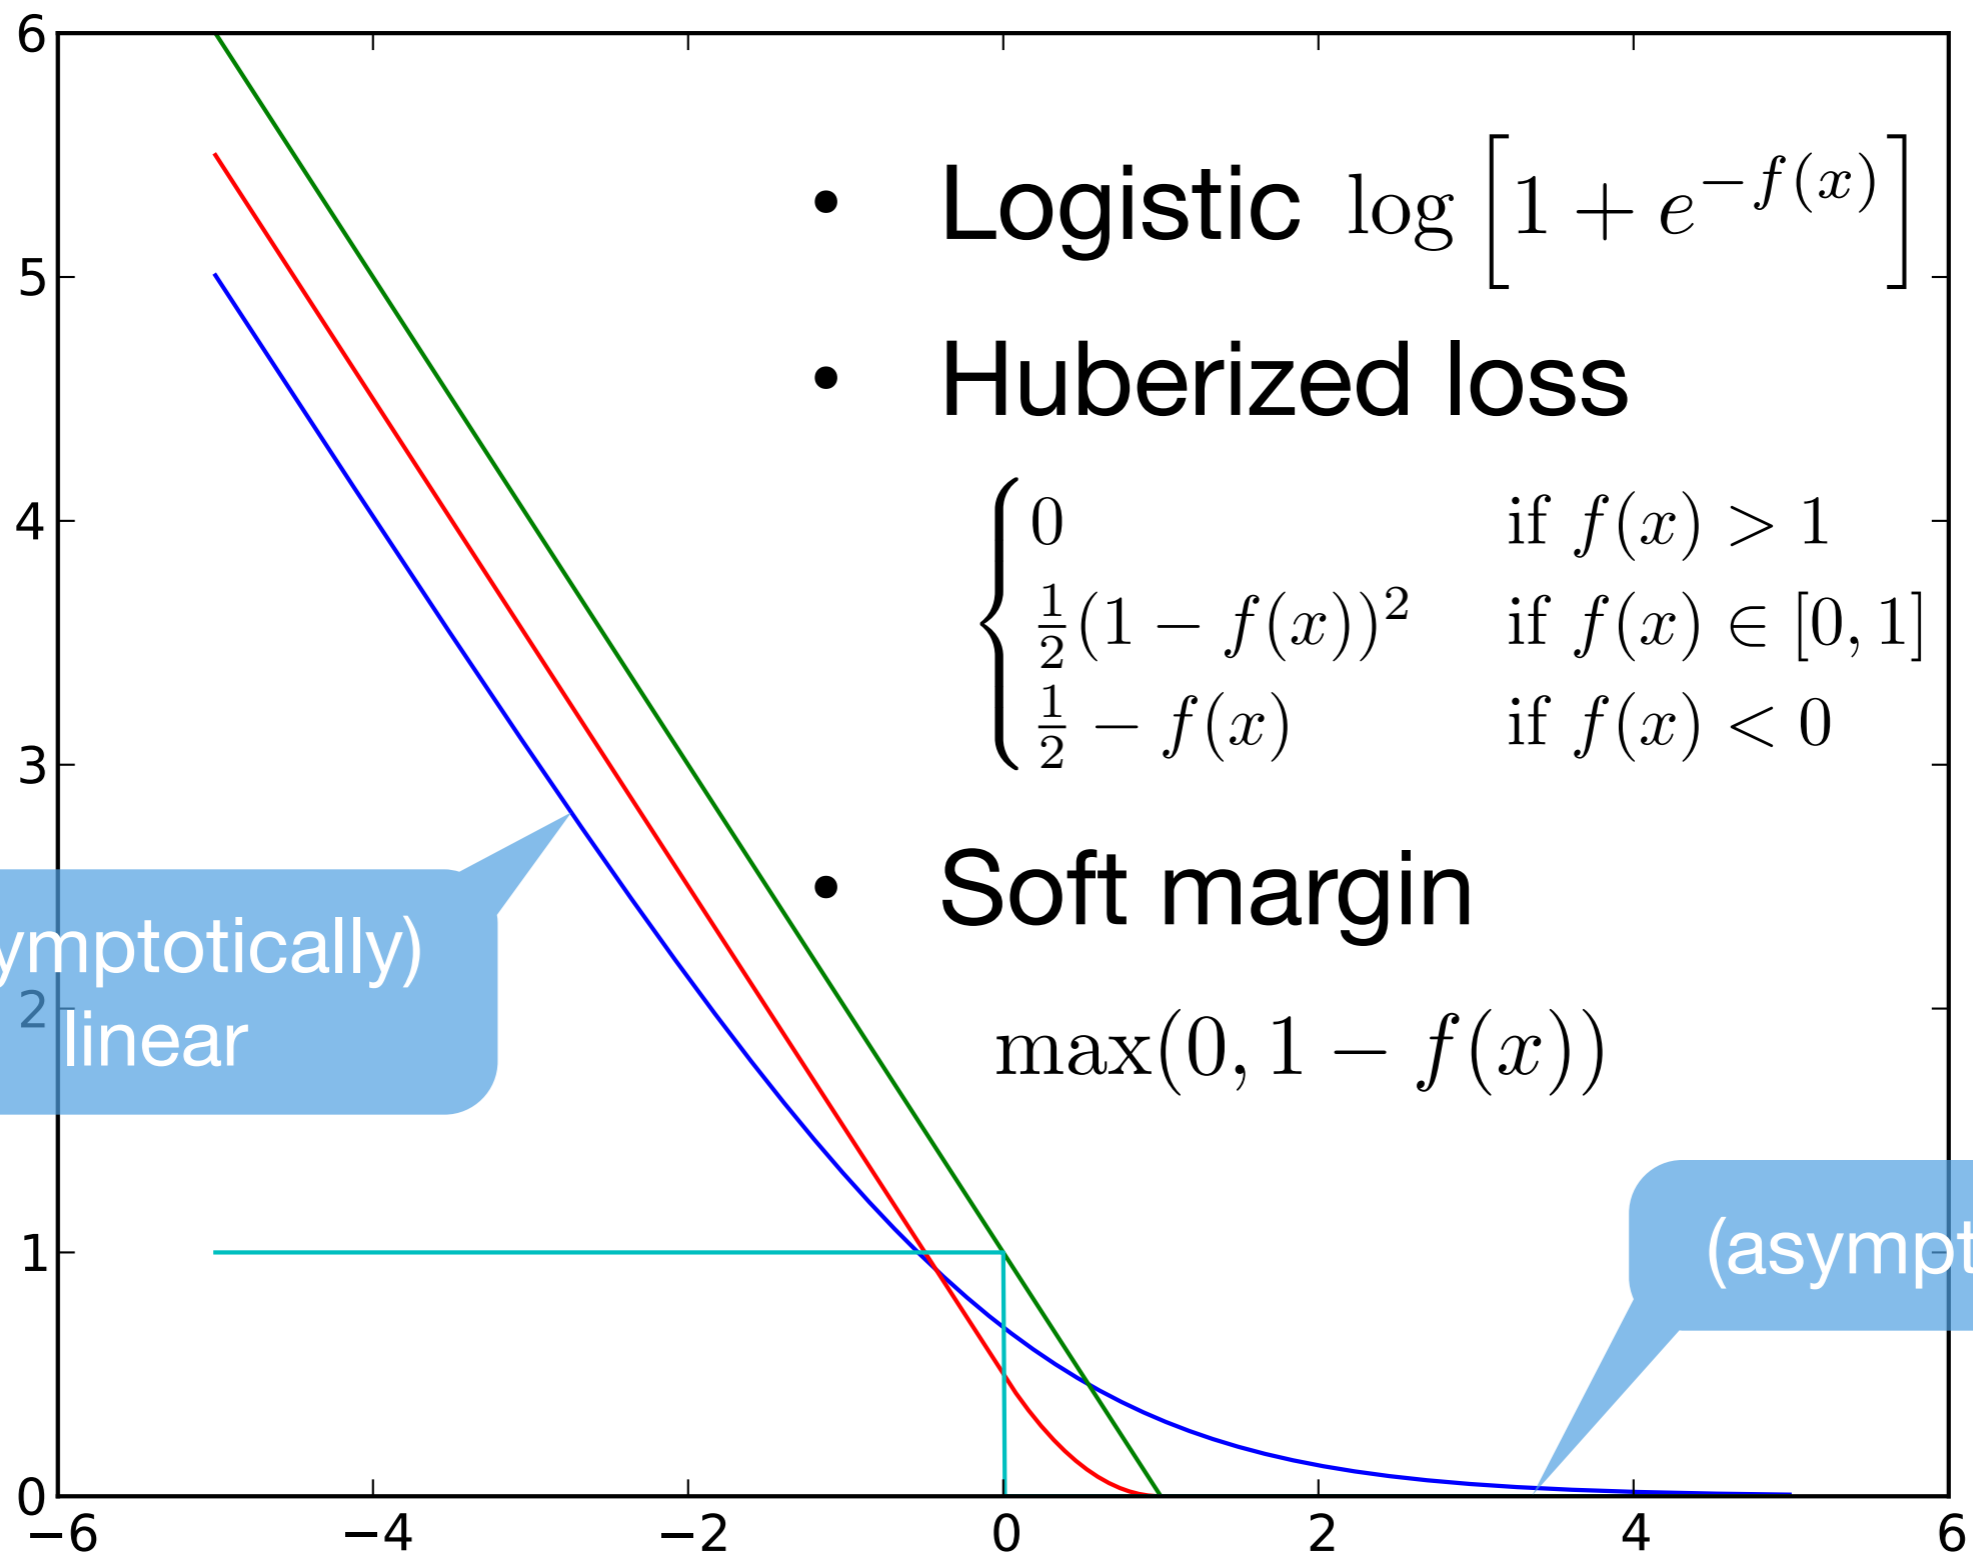 6
• Logistic log [1 + e^{-f(x)}]
5
• Huberized loss
4
0 if f(x) > 1
1/2 (1 − f(x))^2 if f(x) ∈ [0, 1]
1/2 − f(x) if f(x) < 0
3
• Soft margin
ymptotically)
2
linear
max(0, 1 − f(x))
1
(asympt
0
−6 −4 −2 0 2 4 6